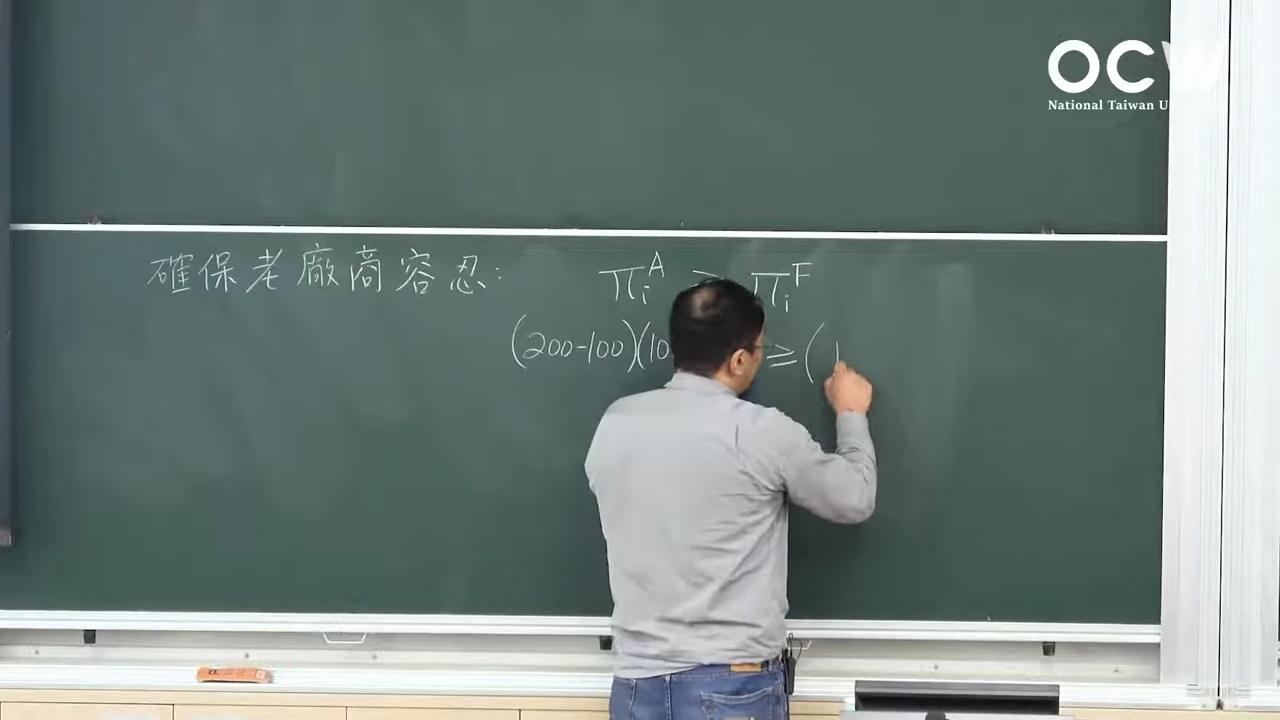 OCW
National Taiwan U
確保老廠商容忍: π_i^A ≥ π_i^F
(200-100)(10 ≥ (